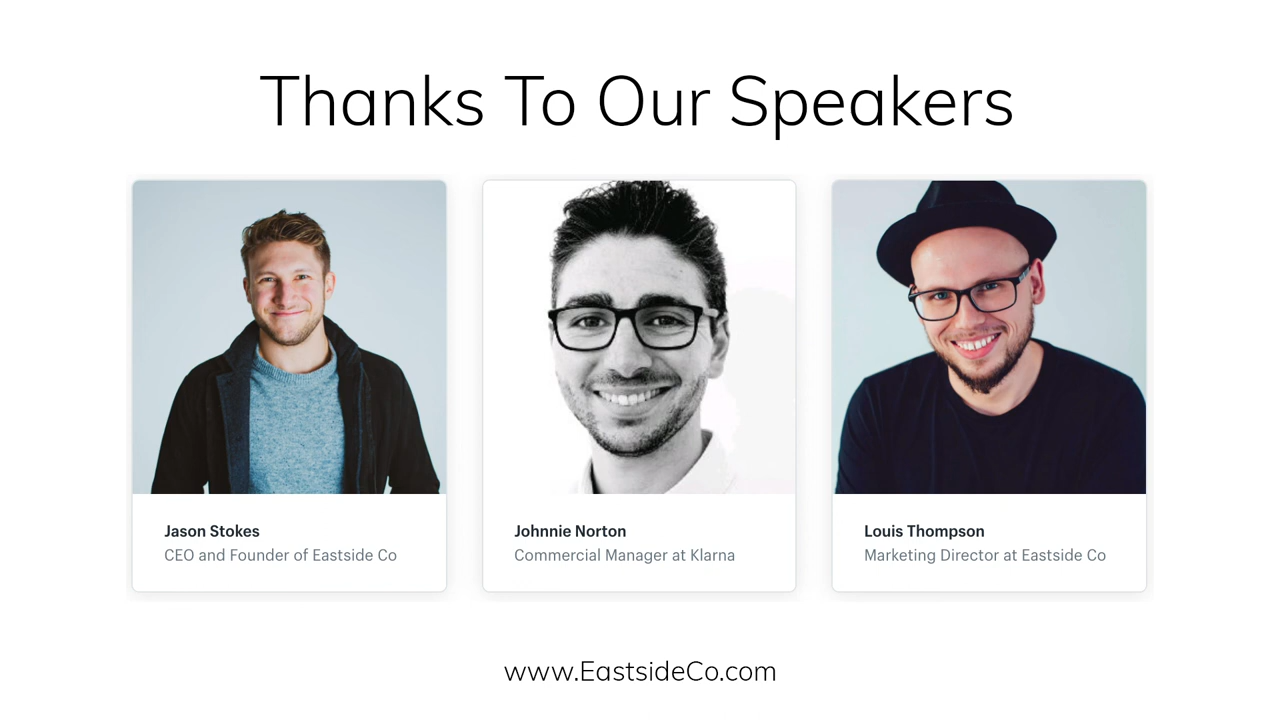 Thanks To Our Speakers
Jason Stokes
CEO and Founder of Eastside Co
Johnnie Norton
Commercial Manager at Klarna
Louis Thompson
Marketing Director at Eastside Co
www.EastsideCo.com